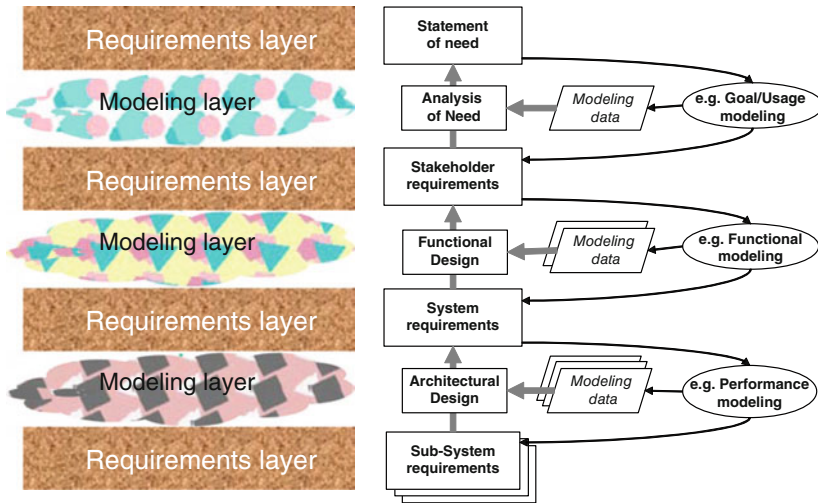 Requirements layer
Modeling layer
Requirements layer
Modeling layer
Requirements layer
Modeling layer
Requirements layer
Statement
of need
Analysis
of Need
Modeling
data
e.g. Goal/Usage
modeling
Stakeholder
requirements
Functional
Design
Modeling
data
e.g. Functional
modeling
System
requirements
Architectural
Design
Modeling
data
e.g. Performance
modeling
Sub-System
requirements